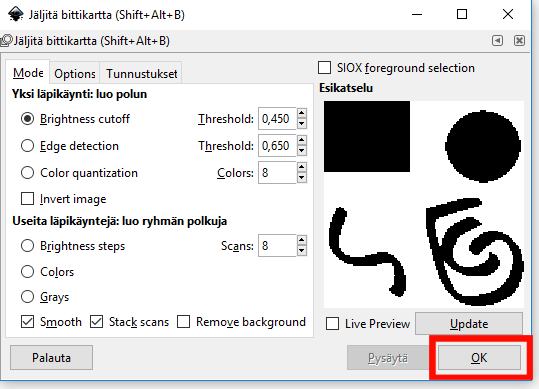 Jäljitä bittikartta (Shift+Alt+B)
Jäljitä bittikartta (Shift+Alt+B)
Mode Options Tunnustukset
Yksi läpikäynti: luo polun
Brightness cutoff Threshold: 0,450
Edge detection Threshold: 0,650
Color quantization Colors: 8
Invert image
Useita läpikäyntejä: luo ryhmän polkuja
Brightness steps Scans: 8
Colors
Grays
Smooth Stack scans Remove background
SIOX foreground selection
Esikatselu
Live Preview Update
Palauta Pysäytä OK